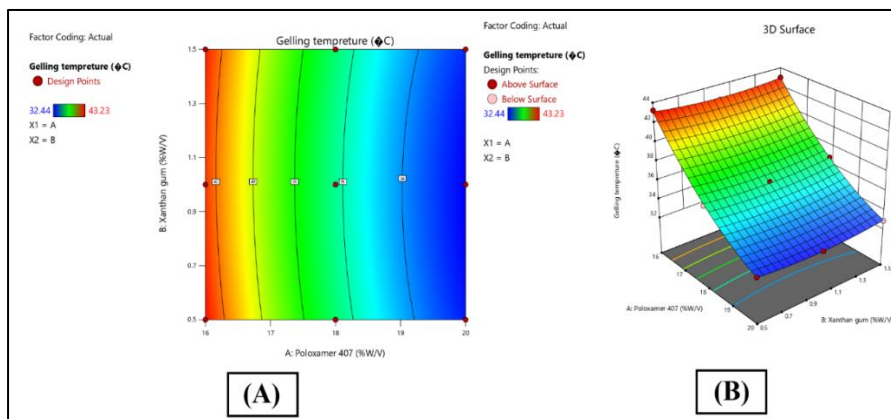 Factor Coding: Actual
Gelling tempreture (�C)
Design Points
32.44 43.23
X1 = A
X2 = B
Gelling tempreture (�C)
1.5
1.3
1.1
0.9
0.7
0.5
B: Xanthan gum (%W/V)
16 17 18 19 20
A: Poloxamer 407 (%W/V)
(A)
Factor Coding: Actual
Gelling tempreture (�C)
Design Points:
Above Surface
Below Surface
32.44 43.23
X1 = A
X2 = B
3D Surface
44
42
40
38
36
34
32
Gelling tempreture (�C)
16
17
18
19
20
A: Poloxamer 407 (%W/V)
0.5
0.7
0.9
1.1
1.3
1.5
B: Xanthan gum (%W/V)
(B)